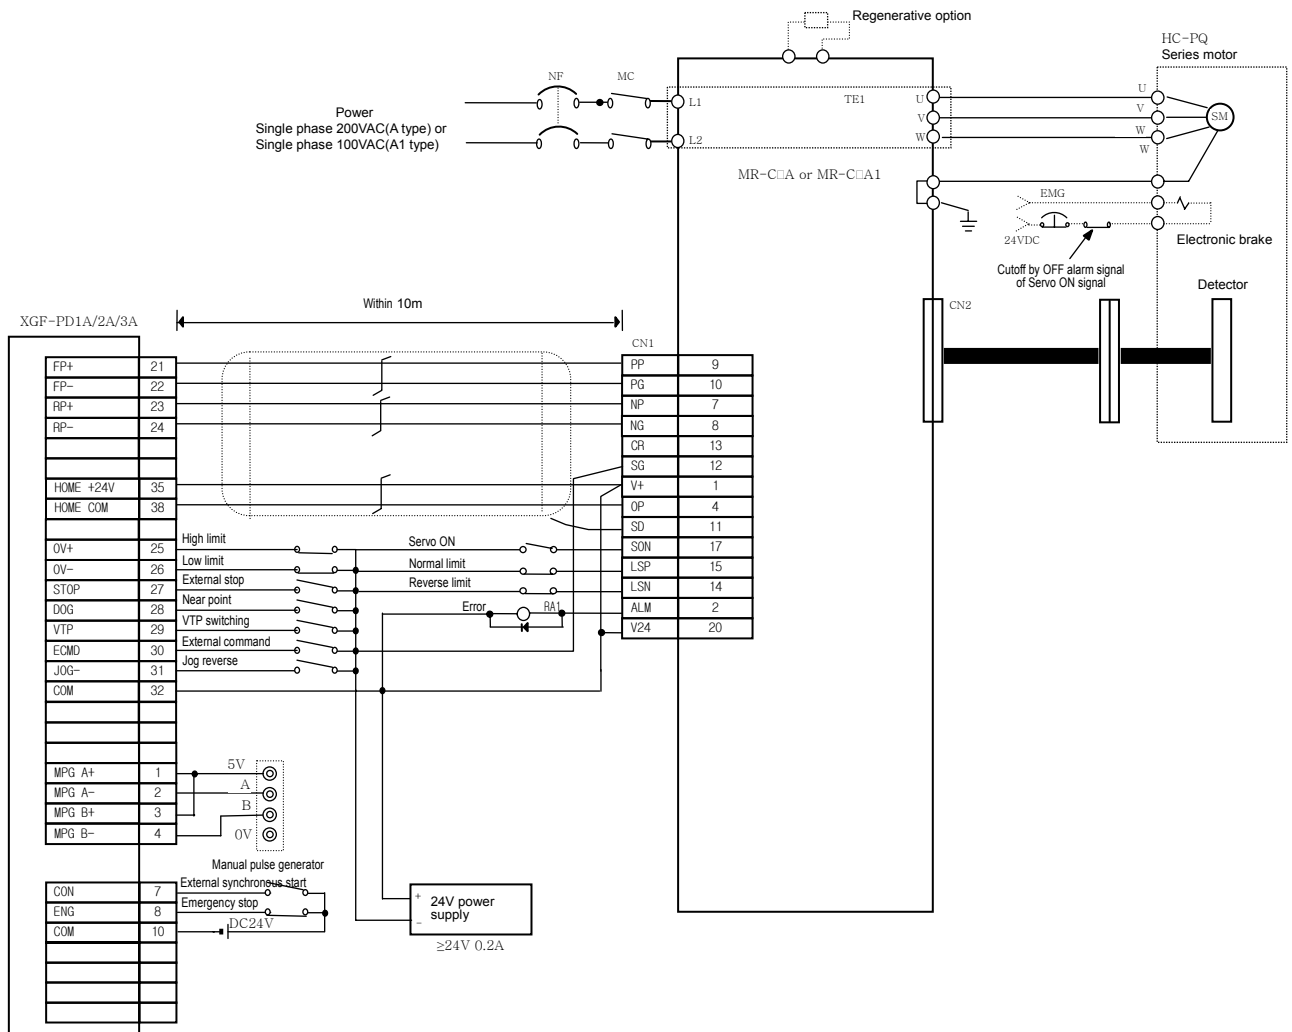 Regenerative option
HC-PQ
Series motor
NF
MC
Power
Single phase 200VAC(A type) or
Single phase 100VAC(A1 type)
L1
L2
TE1
U
V
W
U
V
W
W
SM
MR-C□A or MR-C□A1
EMG
24VDC
Electronic brake
Cutoff by OFF alarm signal
of Servo ON signal
Detector
CN2
Within 10m
XGF-PD1A/2A/3A
CN1
FP+ 21
FP- 22
RP+ 23
RP- 24
HOME +24V 35
HOME COM 38
0V+ 25 High limit
0V- 26 Low limit
STOP 27 External stop
DOG 28 Near point
VTP 29 VTP switching
ECMD 30 External command
JOG- 31 Jog reverse
COM 32
PP 9
PG 10
NP 7
NG 8
CR 13
SG 12
V+ 1
OP 4
SD 11
Servo ON SON 17
Normal limit LSP 15
Reverse limit LSN 14
Error RA1 ALM 2
V24 20
MPG A+ 1 5V
MPG A- 2 A
MPG B+ 3 B
MPG B- 4 0V
Manual pulse generator
CON 7 External synchronous start
ENG 8 Emergency stop
COM 10 DC24V
+ 24V power
supply
-
≥24V 0.2A